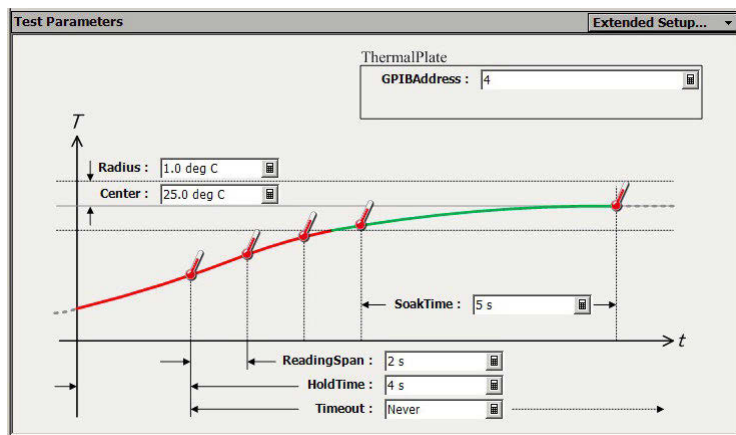 Test Parameters
Extended Setup...
ThermalPlate
GPIBAddress : 4
T
Radius : 1.0 deg C
Center : 25.0 deg C
SoakTime : 5 s
t
ReadingSpan : 2 s
HoldTime : 4 s
Timeout : Never